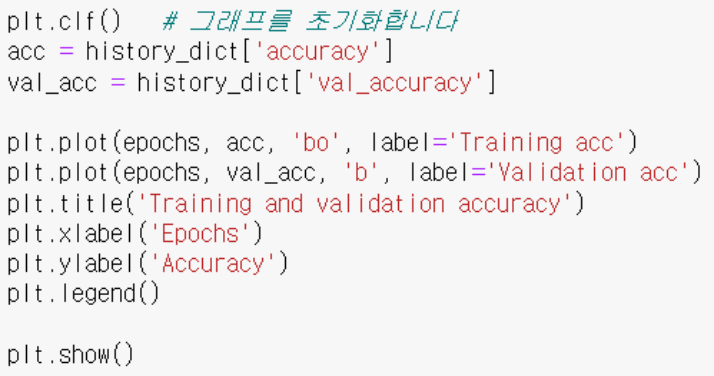 plt.clf()   # 그래프를 초기화합니다
acc = history_dict['accuracy']
val_acc = history_dict['val_accuracy']
plt.plot(epochs, acc, 'bo', label='Training acc')
plt.plot(epochs, val_acc, 'b', label='Validation acc')
plt.title('Training and validation accuracy')
plt.xlabel('Epochs')
plt.ylabel('Accuracy')
plt.legend()
plt.show()